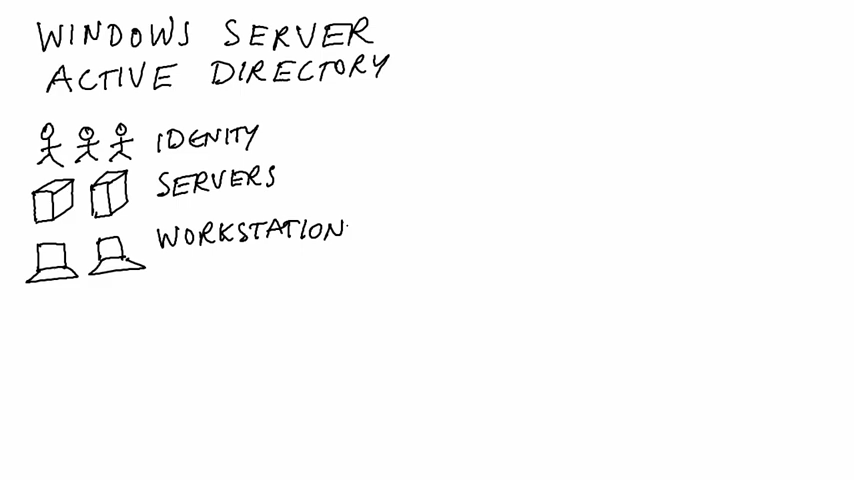 WINDOWS SERVER
ACTIVE DIRECTORY
IDENITY
SERVERS
WORKSTATION